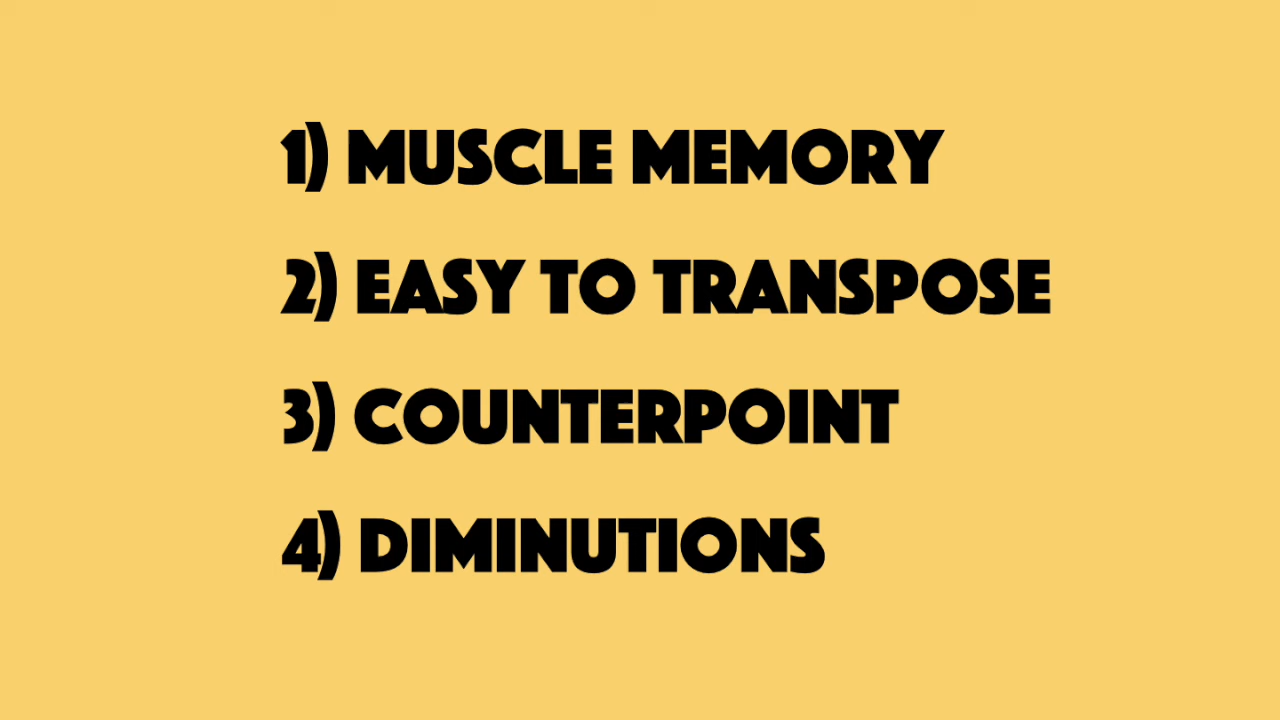 1) MUSCLE MEMORY
2) EASY TO TRANSPOSE
3) COUNTERPOINT
4) DIMINUTIONS